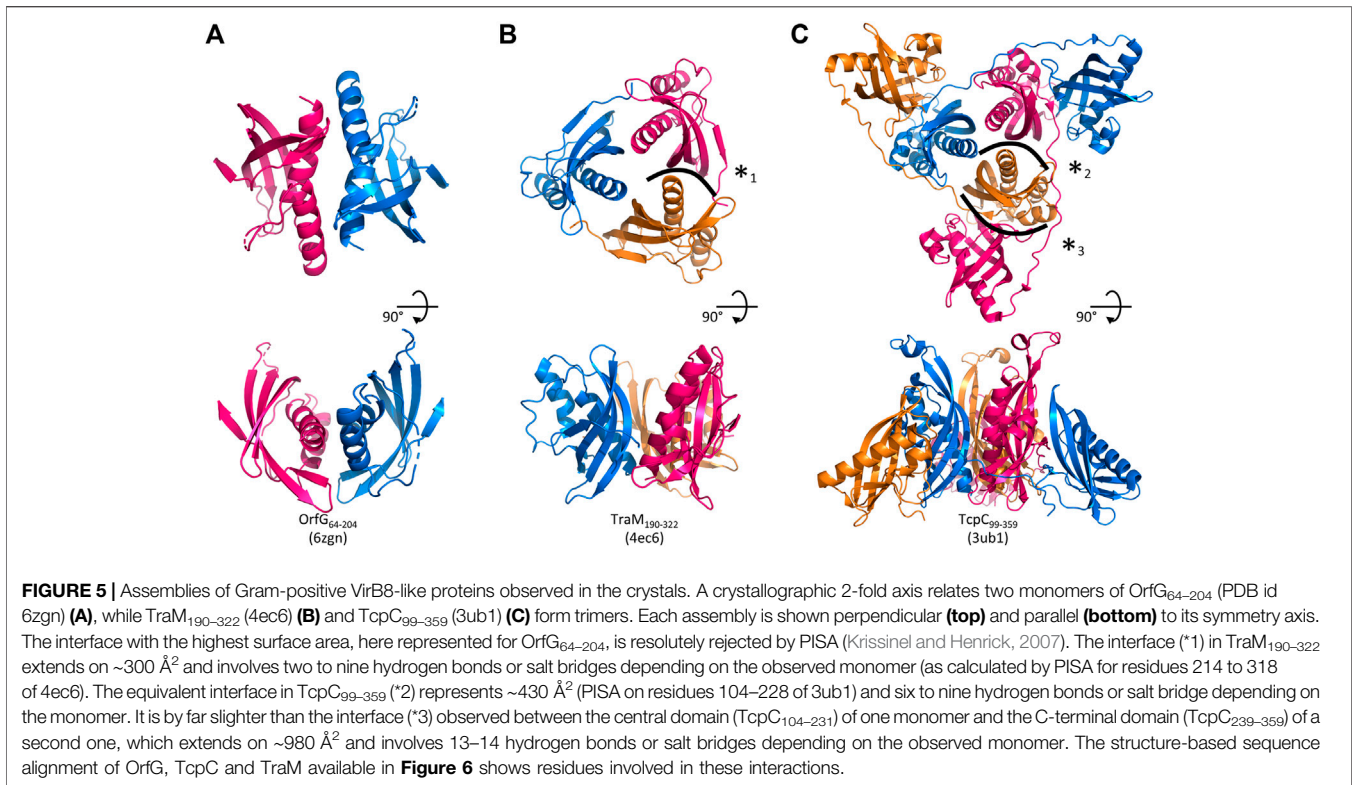 A
B
C
*1
*2
*3
90°
90°
90°
OrfG64-204
(6zgn)
TraM190-322
(4ec6)
TcpC99-359
(3ub1)
FIGURE 5 | Assemblies of Gram-positive VirB8-like proteins observed in the crystals. A crystallographic 2-fold axis relates two monomers of OrfG64–204 (PDB id
6zgn) (A), while TraM190–322 (4ec6) (B) and TcpC99–359 (3ub1) (C) form trimers. Each assembly is shown perpendicular (top) and parallel (bottom) to its symmetry axis.
The interface with the highest surface area, here represented for OrfG64–204, is resolutely rejected by PISA (Krissinel and Henrick, 2007). The interface (*1) in TraM190–322
extends on ~300 Å2 and involves two to nine hydrogen bonds or salt bridges depending on the observed monomer (as calculated by PISA for residues 214 to 318
of 4ec6). The equivalent interface in TcpC99–359 (*2) represents ~430 Å2 (PISA on residues 104–228 of 3ub1) and six to nine hydrogen bonds or salt bridge depending on
the monomer. It is by far slighter than the interface (*3) observed between the central domain (TcpC104–231) of one monomer and the C-terminal domain (TcpC239–359) of a
second one, which extends on ~980 Å2 and involves 13–14 hydrogen bonds or salt bridges depending on the observed monomer. The structure-based sequence
alignment of OrfG, TcpC and TraM available in Figure 6 shows residues involved in these interactions.